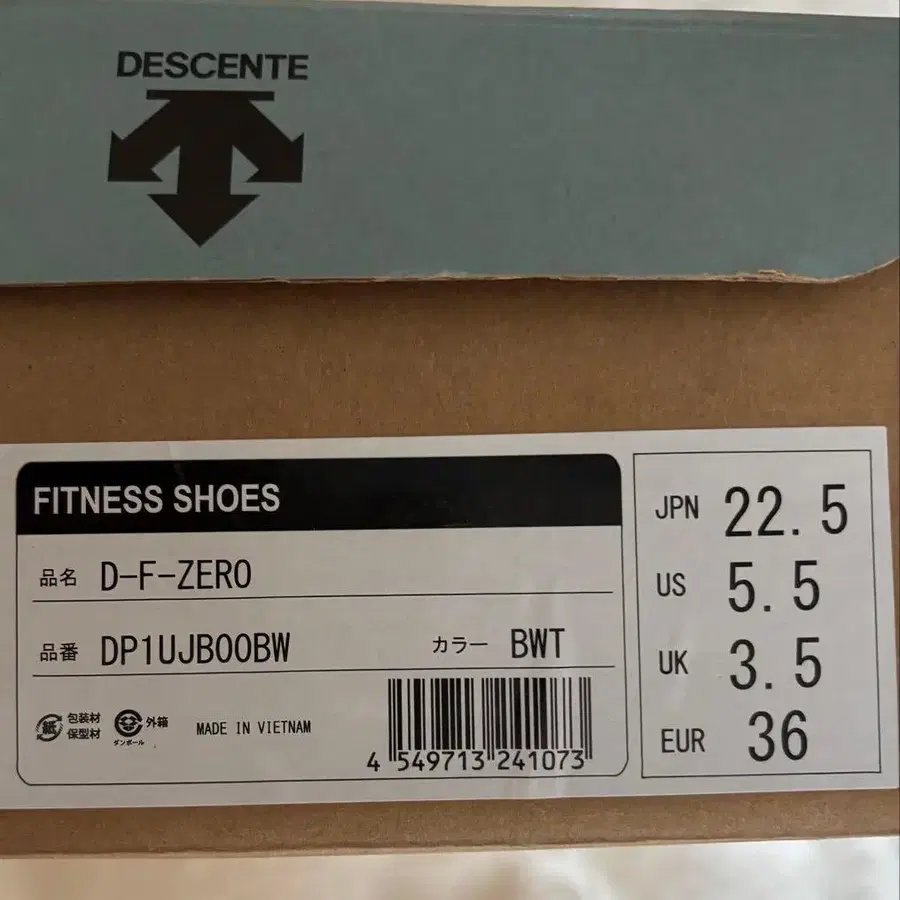 DESCENTE
FITNESS SHOES
品名 D-F-ZERO
品番 DP1UJB00BW カラー BWT
紙 包装材
保型材
外箱
ダンボール
MADE IN VIETNAM
4 549713 241073
JPN 22.5
US 5.5
UK 3.5
EUR 36